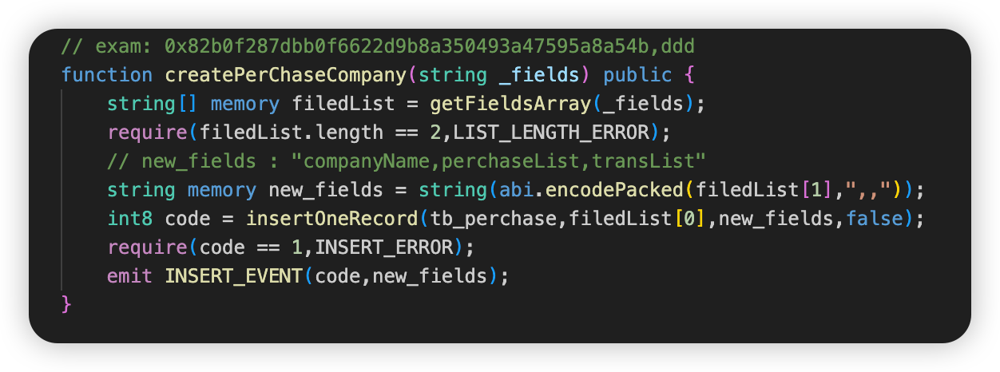 // exam: 0x82b0f287dbb0f6622d9b8a350493a47595a8a54b,ddd
function createPerChaseCompany(string _fields) public {
string[] memory filedList = getFieldsArray(_fields);
require(filedList.length == 2,LIST_LENGTH_ERROR);
// new_fields : "companyName,perchaseList,transList"
string memory new_fields = string(abi.encodePacked(filedList[1],",,"));
int8 code = insertOneRecord(tb_perchase,filedList[0],new_fields,false);
require(code == 1,INSERT_ERROR);
emit INSERT_EVENT(code,new_fields);
}